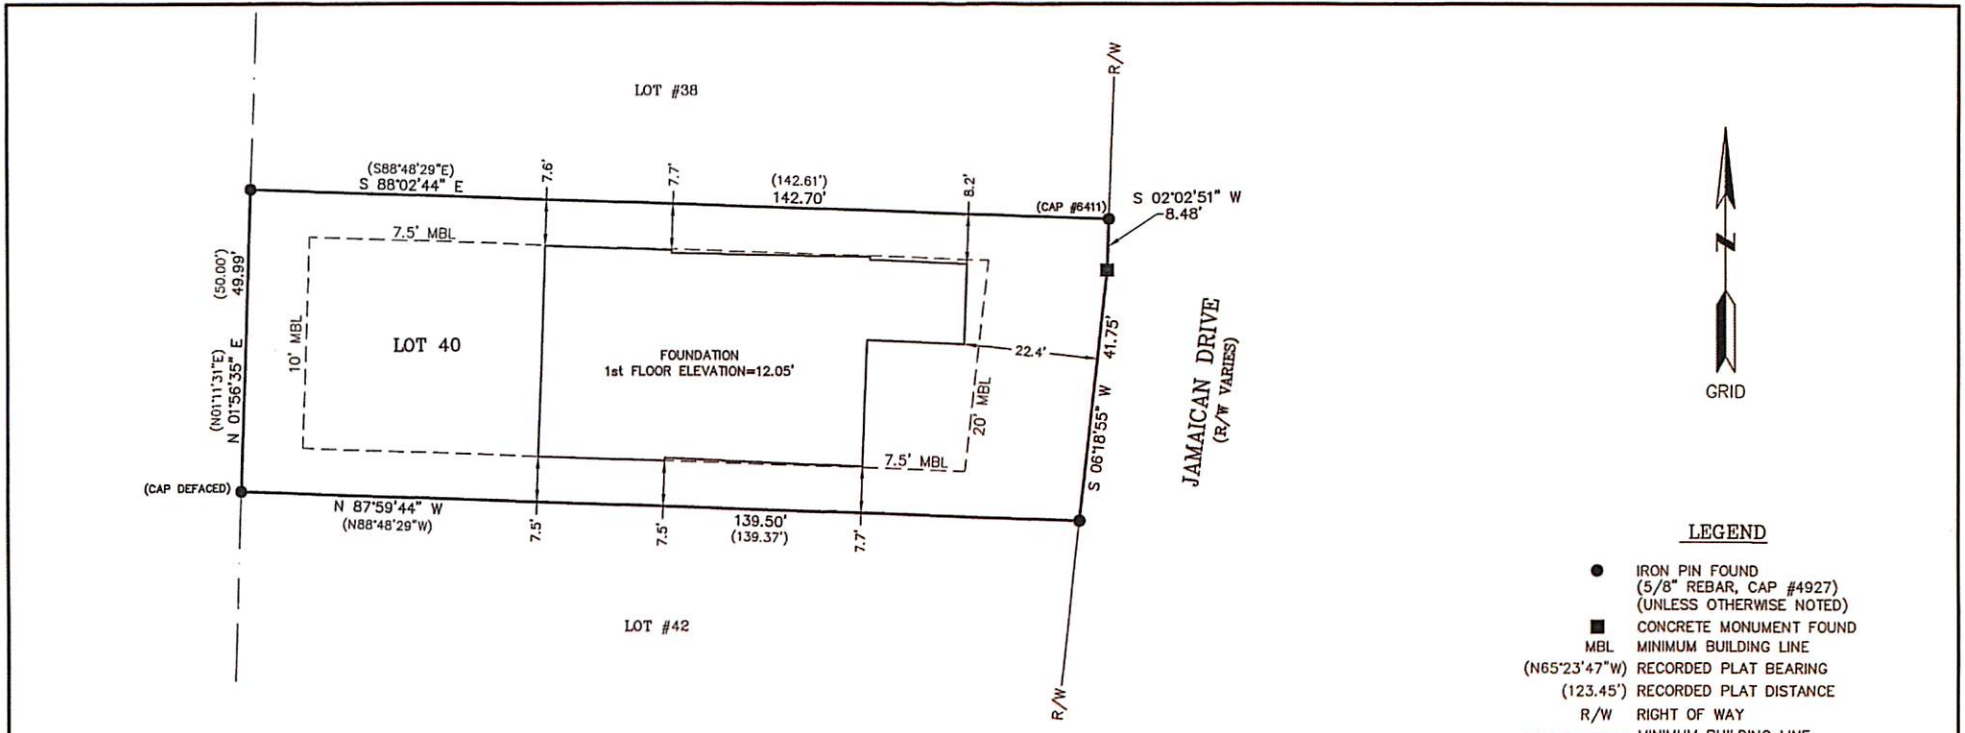 LOT #38
R/W
(S88°48'29"E)
S 88°02'44" E
7.6'
7.7'
(142.61')
142.70'
8.2'
(CAP #6411)
S 02°02'51" W
8.48'
7.5' MBL
(50.00')
49.99'
(N01°11'31"E)
N 01°56'35" E
10' MBL
LOT 40
FOUNDATION
1st FLOOR ELEVATION=12.05'
22.4'
41.75'
S 06°18'55" W
20' MBL
7.5' MBL
JAMAICAN DRIVE
(R/W VARIES)
N
GRID
(CAP DEFACED)
N 87°59'44" W
(N88°48'29"W)
7.5'
7.5'
139.50'
(139.37')
7.7'
LOT #42
R/W
LEGEND
IRON PIN FOUND
(5/8" REBAR, CAP #4927)
(UNLESS OTHERWISE NOTED)
CONCRETE MONUMENT FOUND
MBL MINIMUM BUILDING LINE
(N65°23'47"W) RECORDED PLAT BEARING
(123.45') RECORDED PLAT DISTANCE
R/W RIGHT OF WAY
MINIMUM BUILDING LINE